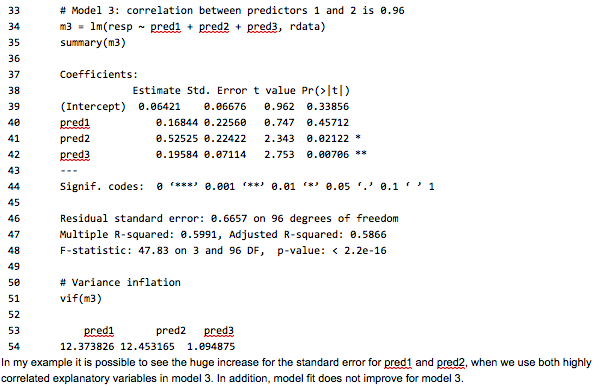 33 # Model 3: correlation between predictors 1 and 2 is 0.96
34 m3 = lm(resp ~ pred1 + pred2 + pred3, rdata)
35 summary(m3)
36
37 Coefficients:
38 Estimate Std. Error t value Pr(>|t|)
39 (Intercept) 0.06421 0.06676 0.962 0.33856
40 pred1 0.16844 0.22560 0.747 0.45712
41 pred2 0.52525 0.22422 2.343 0.02122 *
42 pred3 0.19584 0.07114 2.753 0.00706 **
43 ---
44 Signif. codes: 0 ‘***’ 0.001 ‘**’ 0.01 ‘*’ 0.05 ‘.’ 0.1 ‘ ’ 1
45
46 Residual standard error: 0.6657 on 96 degrees of freedom
47 Multiple R-squared: 0.5991, Adjusted R-squared: 0.5866
48 F-statistic: 47.83 on 3 and 96 DF, p-value: < 2.2e-16
49
50 # Variance inflation
51 vif(m3)
52
53 pred1 pred2 pred3
54 12.373826 12.453165 1.094875
In my example it is possible to see the huge increase for the standard error for pred1 and pred2, when we use both highly
correlated explanatory variables in model 3. In addition, model fit does not improve for model 3.